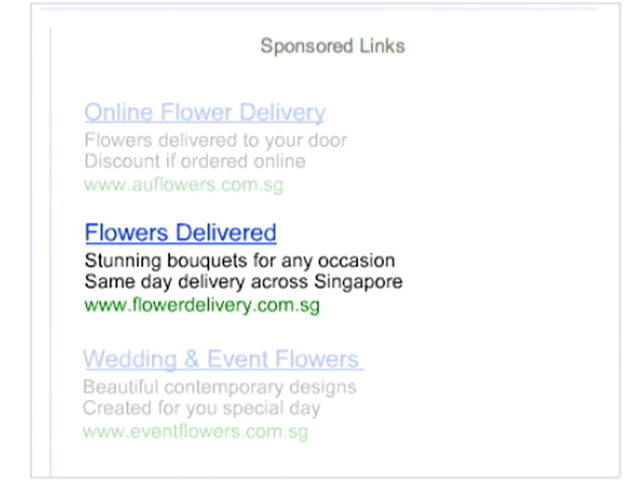 Sponsored Links
Online Flower Delivery
Flowers delivered to your door
Discount if ordered online
www.auflowers.com.sg
Flowers Delivered
Stunning bouquets for any occasion
Same day delivery across Singapore
www.flowerdelivery.com.sg
Wedding & Event Flowers
Beautiful contemporary designs
Created for you special day
www.eventflowers.com.sg